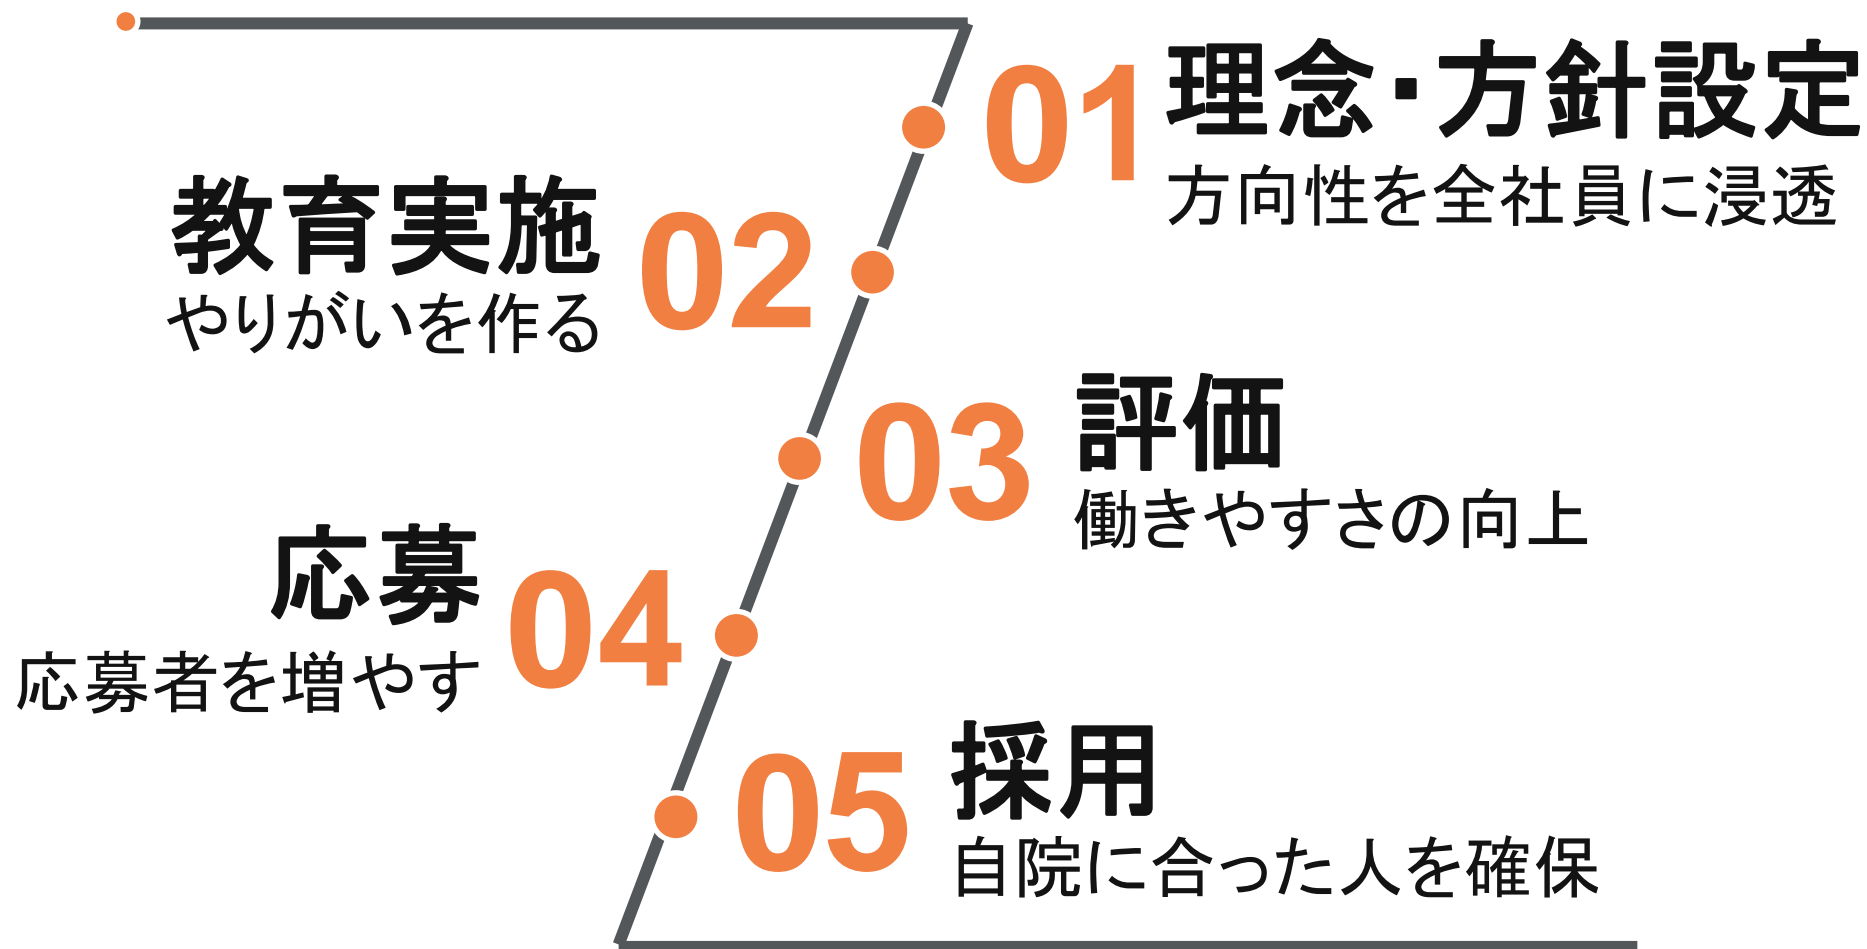 01
理念・方針設定
方向性を全社員に浸透
02
教育実施
やりがいを作る
03
評価
働きやすさの向上
04
応募
応募者を増やす
05
採用
自院に合った人を確保